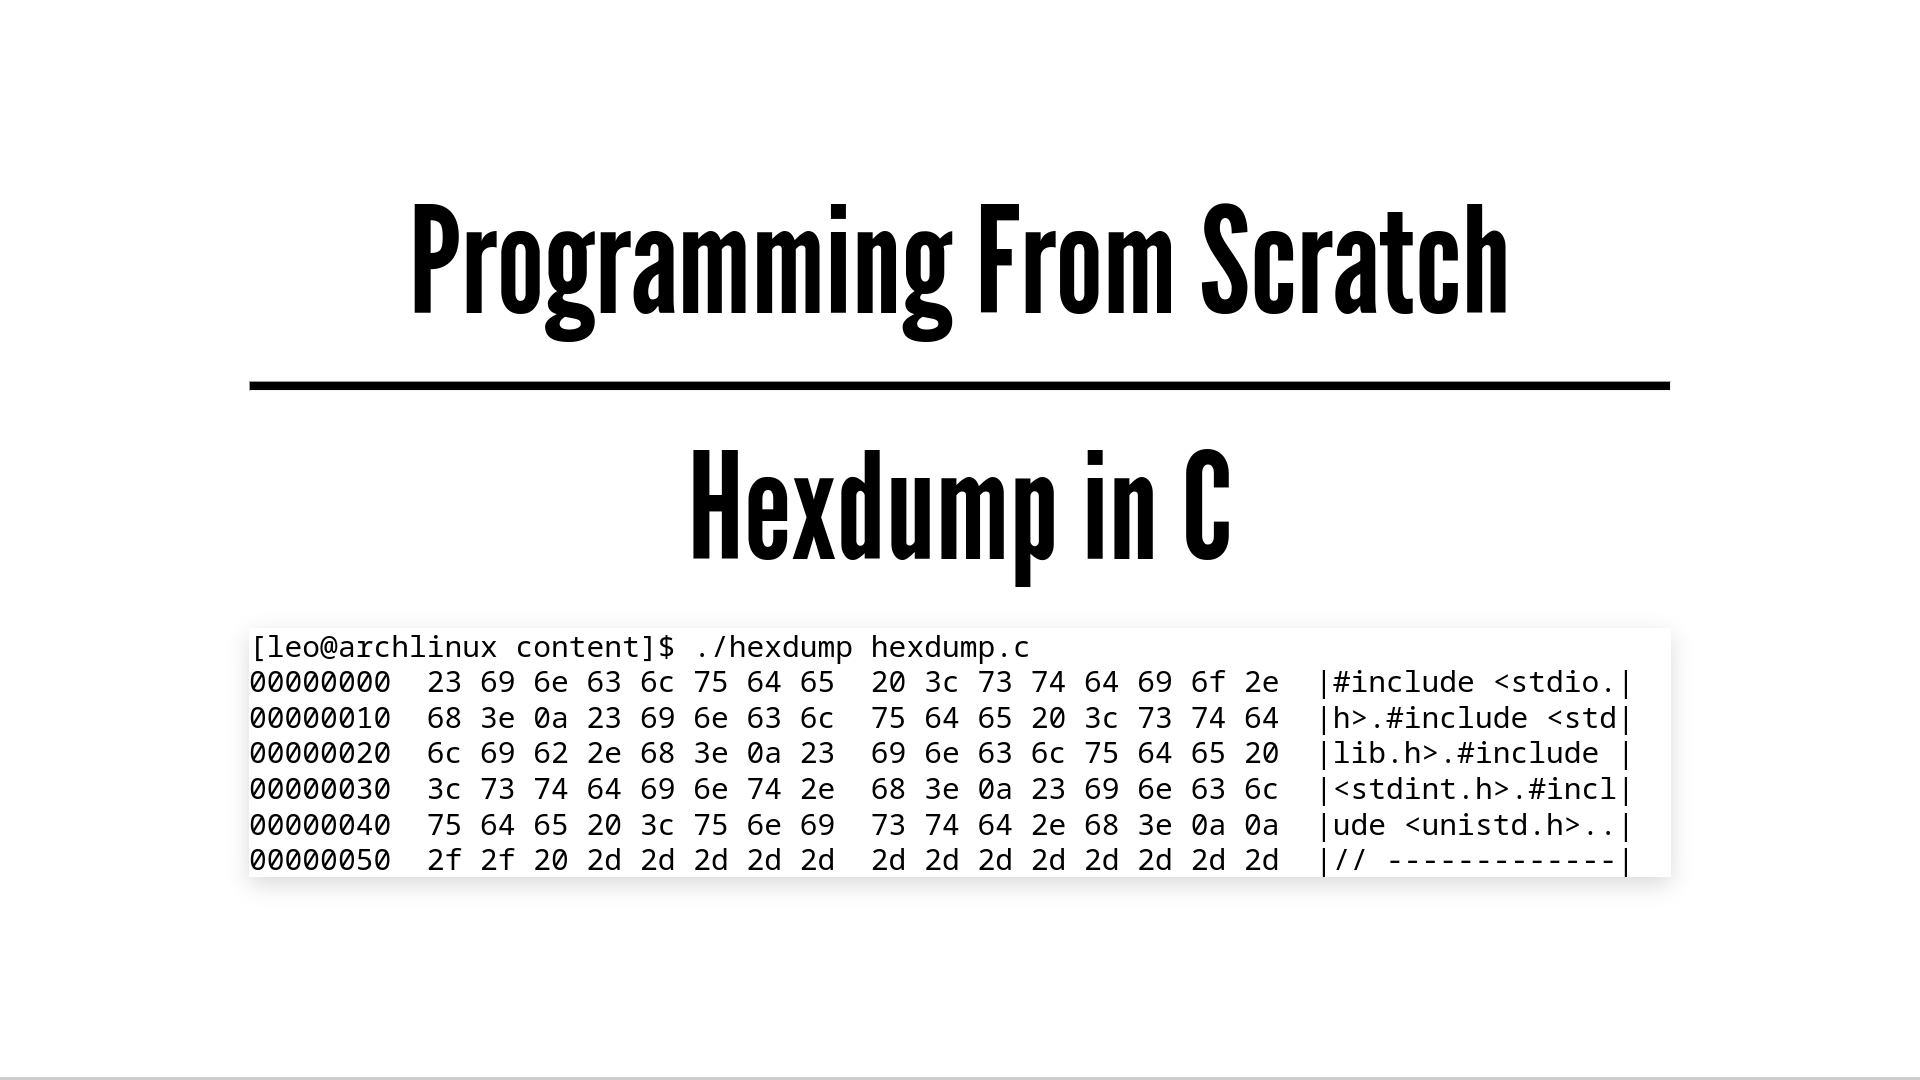 Programming From Scratch
Hexdump in C
[leo@archlinux content]$ ./hexdump hexdump.c
00000000  23 69 6e 63 6c 75 64 65  20 3c 73 74 64 69 6f 2e  |#include <stdio.|
00000010  68 3e 0a 23 69 6e 63 6c  75 64 65 20 3c 73 74 64  |h>.#include <std|
00000020  6c 69 62 2e 68 3e 0a 23  69 6e 63 6c 75 64 65 20  |lib.h>.#include |
00000030  3c 73 74 64 69 6e 74 2e  68 3e 0a 23 69 6e 63 6c  |<stdint.h>.#incl|
00000040  75 64 65 20 3c 75 6e 69  73 74 64 2e 68 3e 0a 0a  |ude <unistd.h>..|
00000050  2f 2f 20 2d 2d 2d 2d 2d  2d 2d 2d 2d 2d 2d 2d 2d  |// -------------|